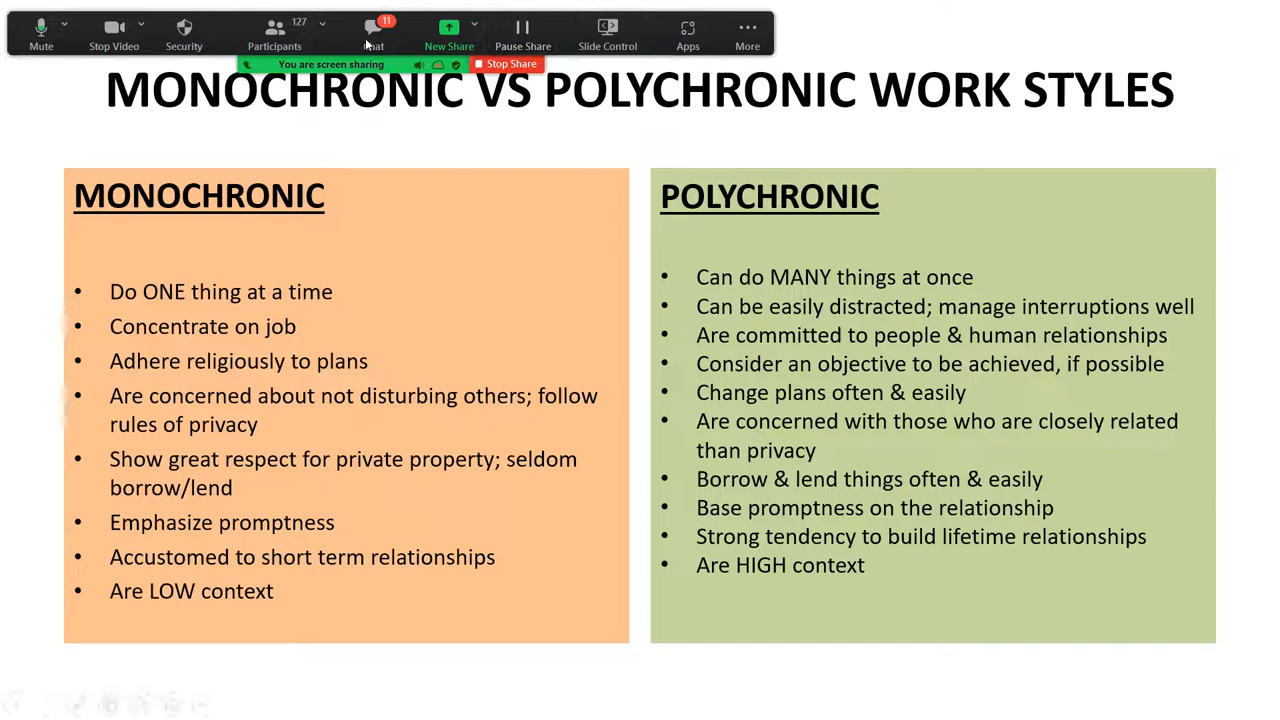 127
11
Mute
Stop Video
Security
Participants
Chat
New Share
Pause Share
Slide Control
Apps
More
You are screen sharing
Stop Share
MONOCHRONIC VS POLYCHRONIC WORK STYLES
MONOCHRONIC
• Do ONE thing at a time
• Concentrate on job
• Adhere religiously to plans
• Are concerned about not disturbing others; follow
rules of privacy
• Show great respect for private property; seldom
borrow/lend
• Emphasize promptness
• Accustomed to short term relationships
• Are LOW context
POLYCHRONIC
• Can do MANY things at once
• Can be easily distracted; manage interruptions well
• Are committed to people & human relationships
• Consider an objective to be achieved, if possible
• Change plans often & easily
• Are concerned with those who are closely related
than privacy
• Borrow & lend things often & easily
• Base promptness on the relationship
• Strong tendency to build lifetime relationships
• Are HIGH context